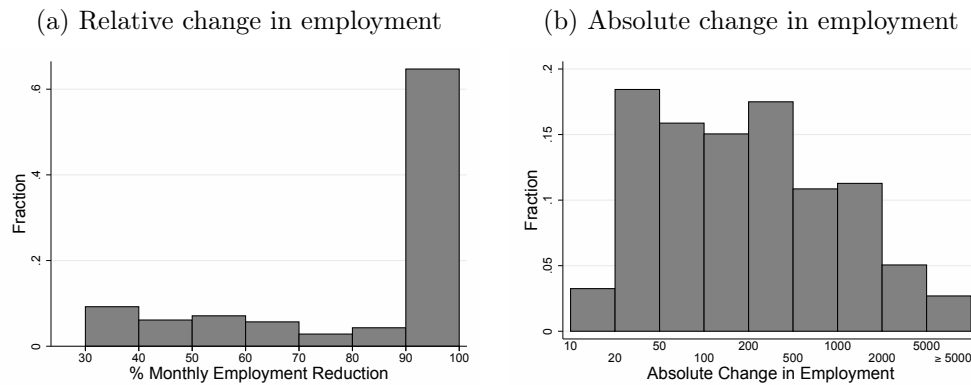 (a) Relative change in employment
(b) Absolute change in employment
Fraction
0
.2
.4
.6
30 40 50 60 70 80 90 100
% Monthly Employment Reduction
Fraction
0
.05
.1
.15
.2
10 50 200 1000 5000
20 100 500 2000 ≥ 5000
Absolute Change in Employment